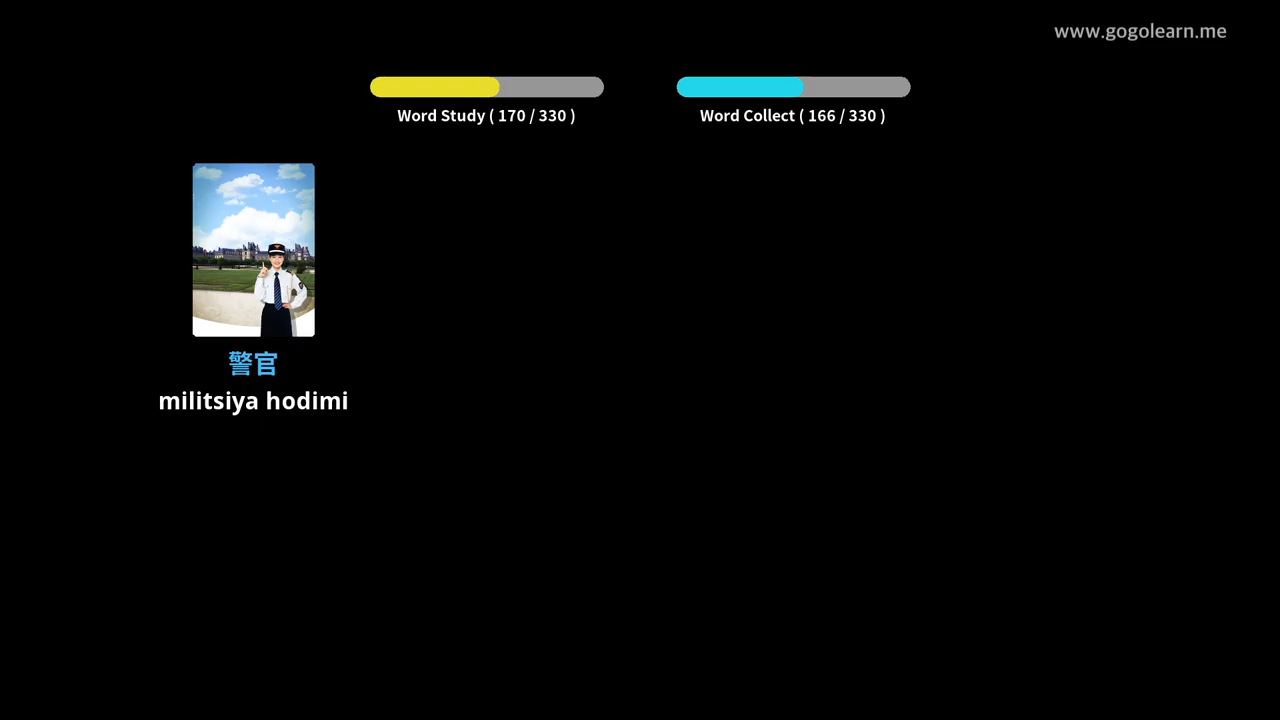 www.gogolearn.me
Word Study ( 170 / 330 )
Word Collect ( 166 / 330 )
警官
militsiya hodimi